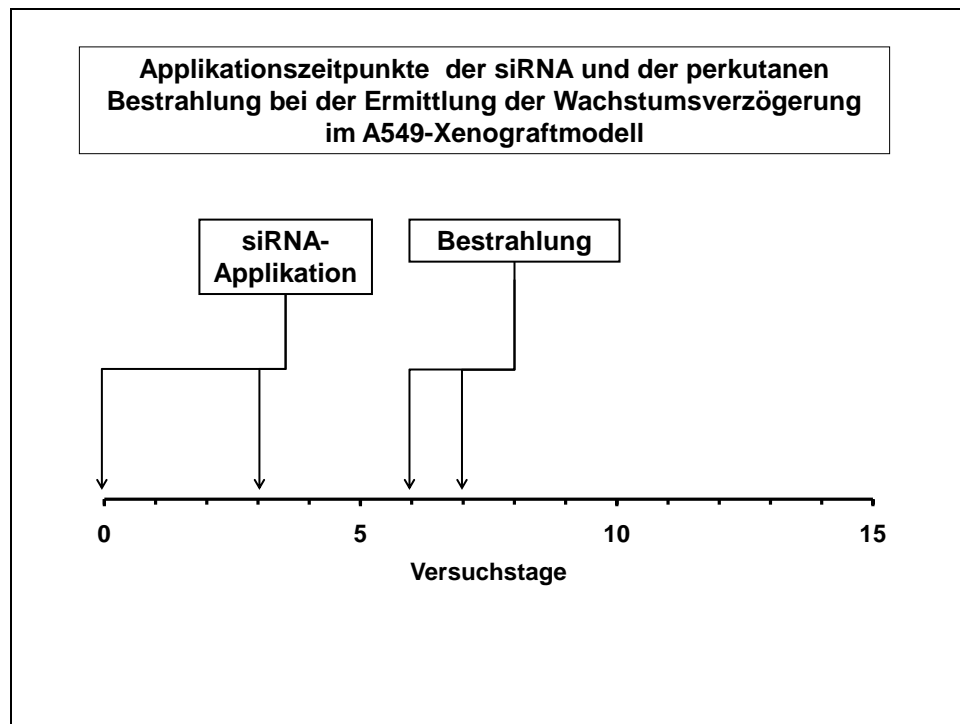 Applikationszeitpunkte der siRNA und der perkutanen
Bestrahlung bei der Ermittlung der Wachstumsverzögerung
im A549-Xenograftmodell
siRNA-
Applikation
Bestrahlung
0 5 10 15
Versuchstage